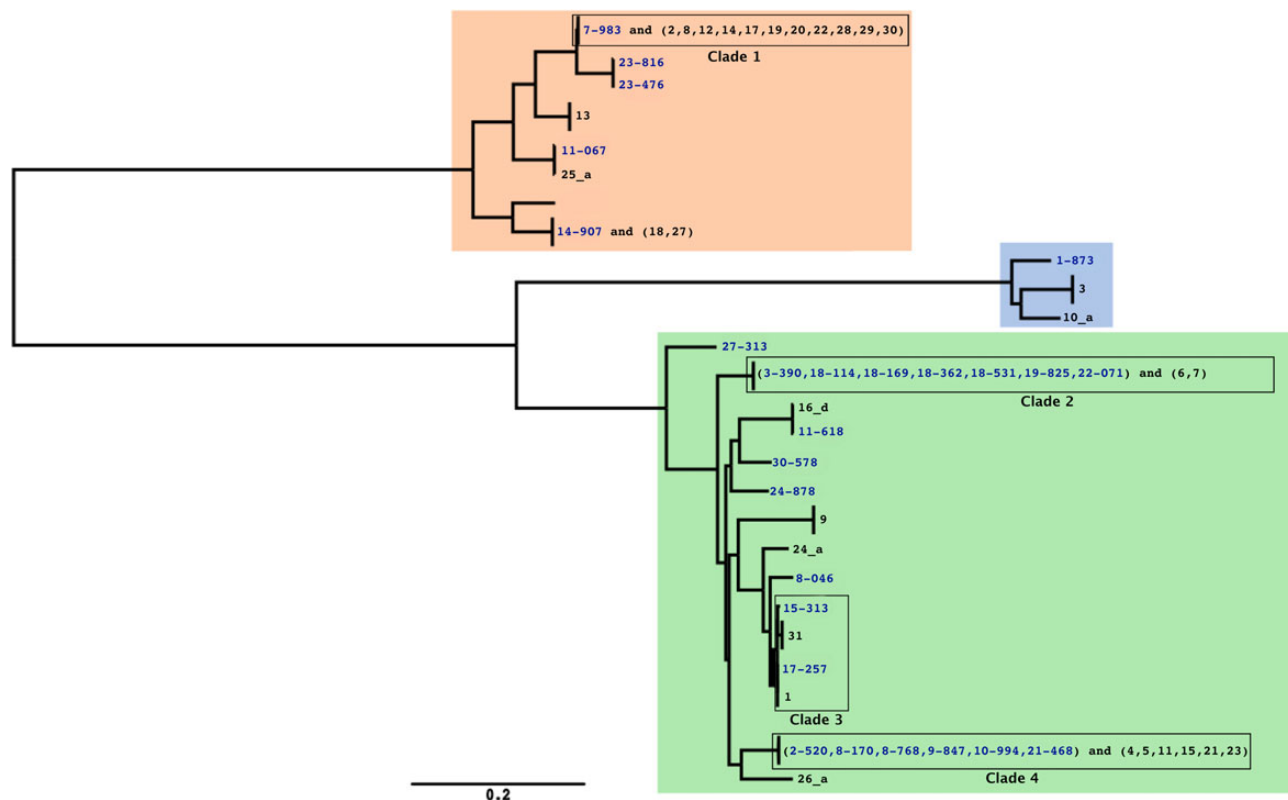 7-983 and (2,8,12,14,17,19,20,22,28,29,30)
Clade 1
23-816
23-476
13
11-067
25_a
14-907 and (18,27)
1-873
3
10_a
27-313
(3-390,18-114,18-169,18-362,18-531,19-825,22-071) and (6,7)
Clade 2
16_d
11-618
30-578
24-878
9
24_a
8-046
15-313
31
17-257
1
Clade 3
(2-520,8-170,8-768,9-847,10-994,21-468) and (4,5,11,15,21,23)
Clade 4
26_a
0.2